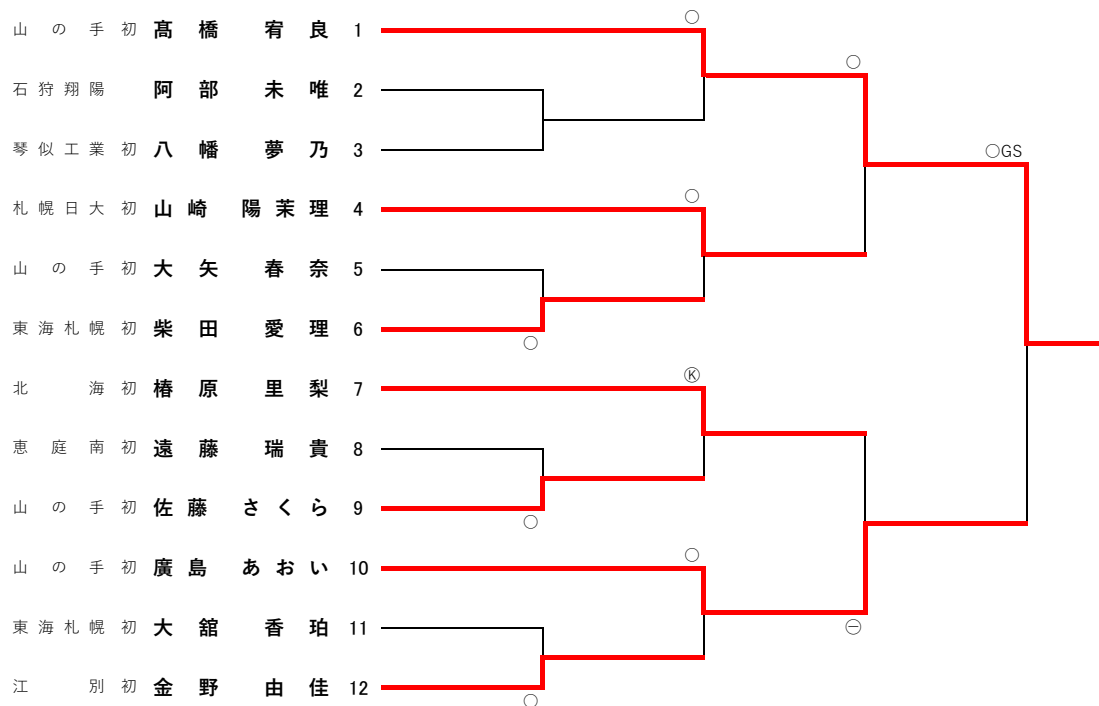 ○
山の手 初 髙橋 宥良 1
○
石狩翔陽 阿部 未唯 2
琴似工業 初 八幡 夢乃 3
○GS
○
札幌日大 初 山崎 陽茉理 4
山の手 初 大矢 春奈 5
東海札幌 初 柴田 愛理 6
○
Ⓚ
北海 初 椿原 里梨 7
恵庭南 初 遠藤 瑞貴 8
山の手 初 佐藤 さくら 9
○
○
山の手 初 廣島 あおい 10
東海札幌 初 大舘 香珀 11
㊀
江別 初 金野 由佳 12
○